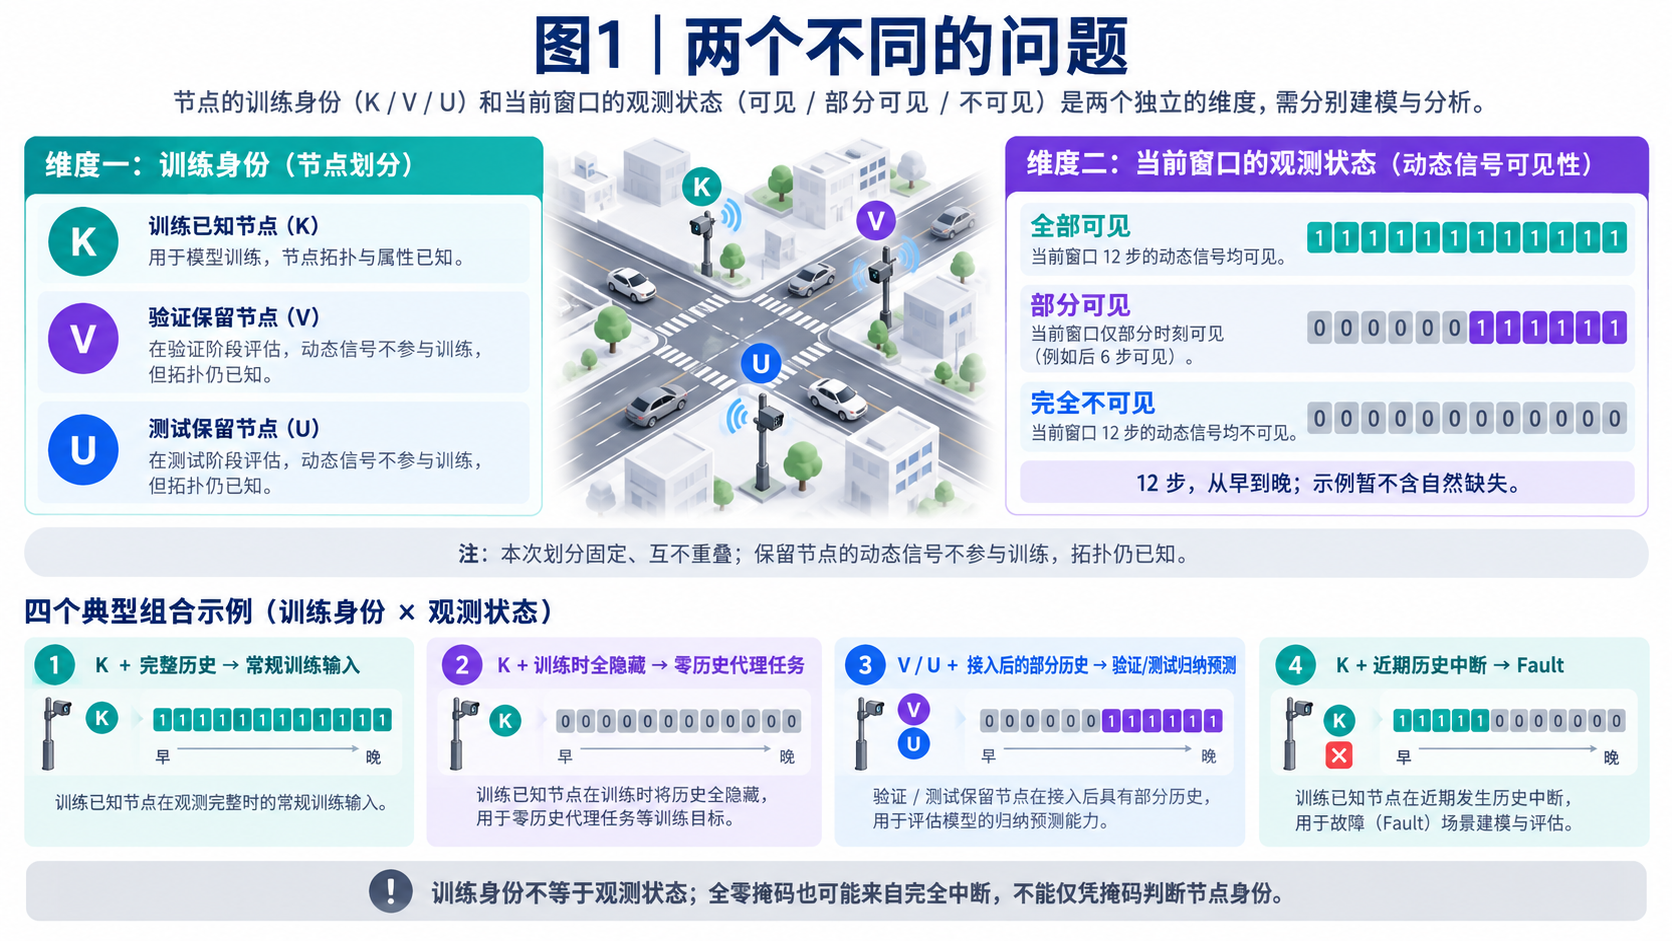 图1｜两个不同的问题
节点的训练身份（K / V / U）和当前窗口的观测状态（可见 / 部分可见 / 不可见）是两个独立的维度，需分别建模与分析。
维度一：训练身份（节点划分）
K
训练已知节点（K）
用于模型训练，节点拓扑与属性已知。
V
验证保留节点（V）
在验证阶段评估，动态信号不参与训练，
但拓扑仍已知。
U
测试保留节点（U）
在测试阶段评估，动态信号不参与训练，
但拓扑仍已知。
K
V
U
维度二：当前窗口的观测状态（动态信号可见性）
全部可见
当前窗口 12 步的动态信号均可见。
1 1 1 1 1 1 1 1 1 1 1 1
部分可见
当前窗口仅部分时刻可见
（例如后 6 步可见）。
0 0 0 0 0 0 1 1 1 1 1 1
完全不可见
当前窗口 12 步的动态信号均不可见。
0 0 0 0 0 0 0 0 0 0 0 0
12 步，从早到晚；示例暂不含自然缺失。
注：本次划分固定、互不重叠；保留节点的动态信号不参与训练，拓扑仍已知。
四个典型组合示例（训练身份 × 观测状态）
1 K + 完整历史 → 常规训练输入
K
1 1 1 1 1 1 1 1 1 1 1 1
早 晚
训练已知节点在观测完整时的常规训练输入。
2 K + 训练时全隐藏 → 零历史代理任务
K
0 0 0 0 0 0 0 0 0 0 0 0
早 晚
训练已知节点在训练时将历史全隐藏，
用于零历史代理任务等训练目标。
3 V / U + 接入后的部分历史 → 验证/测试归纳预测
V
U
0 0 0 0 0 0 1 1 1 1 1 1
早 晚
验证 / 测试保留节点在接入后具有部分历史，
用于评估模型的归纳预测能力。
4 K + 近期历史中断 → Fault
K
1 1 1 1 1 0 0 0 0 0 0 0
早 晚
训练已知节点在近期发生历史中断，
用于故障（Fault）场景建模与评估。
! 训练身份不等于观测状态；全零掩码也可能来自完全中断，不能仅凭掩码判断节点身份。